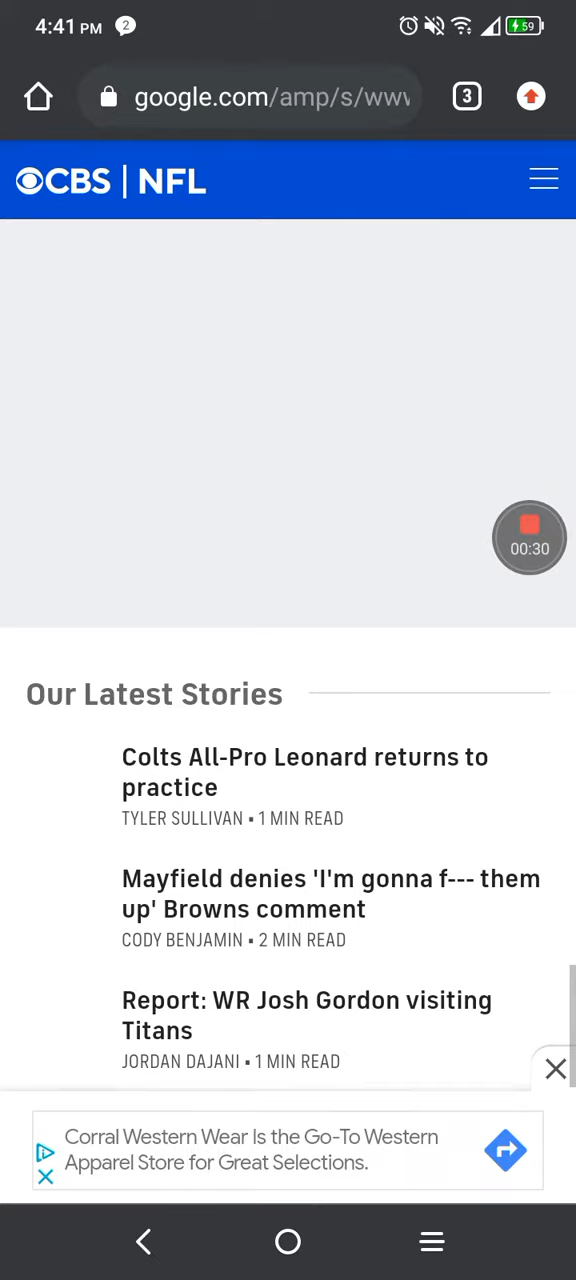 4:41 PM 2 59
google.com/amp/s/www 3
CBS | NFL
00:30
Our Latest Stories
Colts All-Pro Leonard returns to
practice
TYLER SULLIVAN ▪ 1 MIN READ
Mayfield denies 'I'm gonna f--- them
up' Browns comment
CODY BENJAMIN ▪ 2 MIN READ
Report: WR Josh Gordon visiting
Titans
JORDAN DAJANI ▪ 1 MIN READ
Corral Western Wear Is the Go-To Western
Apparel Store for Great Selections.